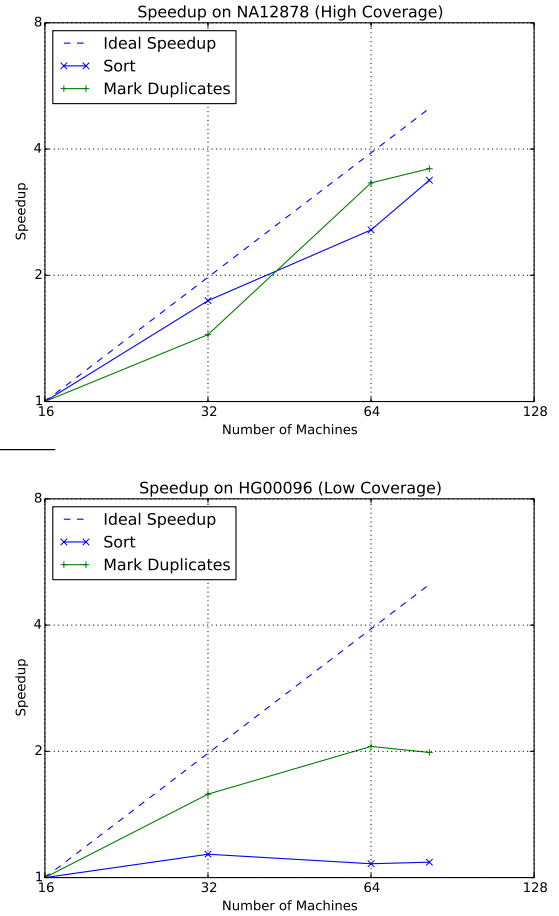 Speedup on NA12878 (High Coverage)
8
Ideal Speedup
Sort
Mark Duplicates
4
Speedup
2
1
16 32 64 128
Number of Machines
Speedup on HG00096 (Low Coverage)
8
Ideal Speedup
Sort
Mark Duplicates
4
Speedup
2
1
16 32 64 128
Number of Machines